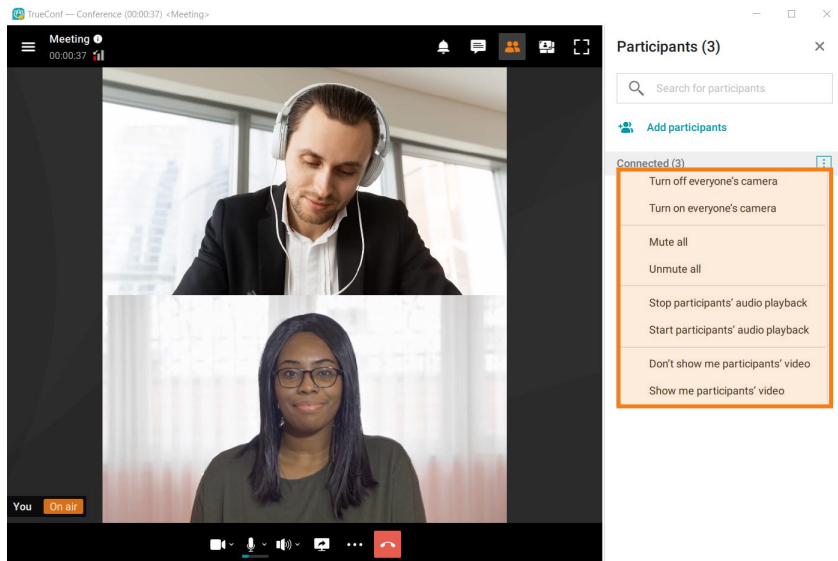 TrueConf — Conference (00:00:37) <Meeting>
Meeting
00:00:37
Participants (3)
Search for participants
Add participants
Connected (3)
Turn off everyone's camera
Turn on everyone's camera
Mute all
Unmute all
Stop participants' audio playback
Start participants' audio playback
Don't show me participants' video
Show me participants' video
You
On air